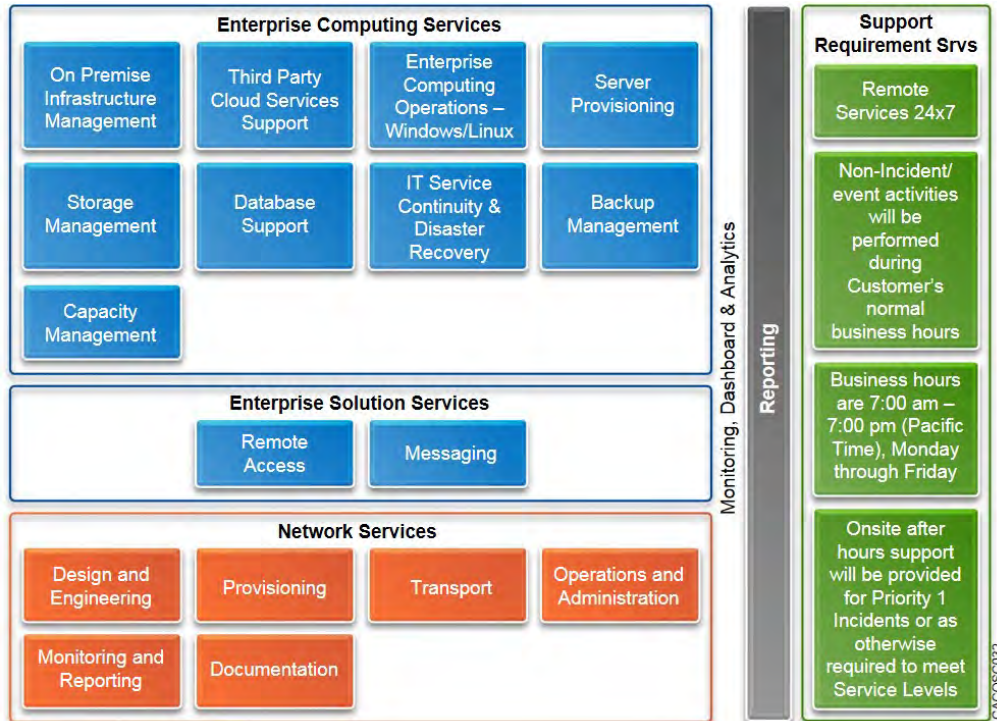 Enterprise Computing Services
On Premise
Infrastructure
Management
Third Party
Cloud Services
Support
Enterprise
Computing
Operations –
Windows/Linux
Server
Provisioning
Storage
Management
Database
Support
IT Service
Continuity &
Disaster
Recovery
Backup
Management
Capacity
Management
Enterprise Solution Services
Remote
Access
Messaging
Network Services
Design and
Engineering
Provisioning
Transport
Operations and
Administration
Monitoring and
Reporting
Documentation
Monitoring, Dashboard & Analytics
Reporting
Support
Requirement Srvs
Remote
Services 24x7
Non-Incident/
event activities
will be
performed
during
Customer's
normal
business hours
Business hours
are 7:00 am –
7:00 pm (Pacific
Time), Monday
through Friday
Onsite after
hours support
will be provided
for Priority 1
Incidents or as
otherwise
required to meet
Service Levels